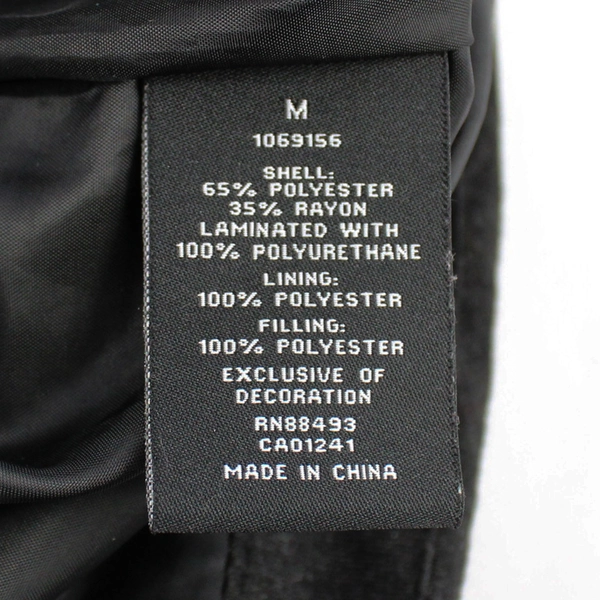 M
1069156
SHELL:
65% POLYESTER
35% RAYON
LAMINATED WITH
100% POLYURETHANE
LINING:
100% POLYESTER
FILLING:
100% POLYESTER
EXCLUSIVE OF
DECORATION
RN88493
CA01241
MADE IN CHINA